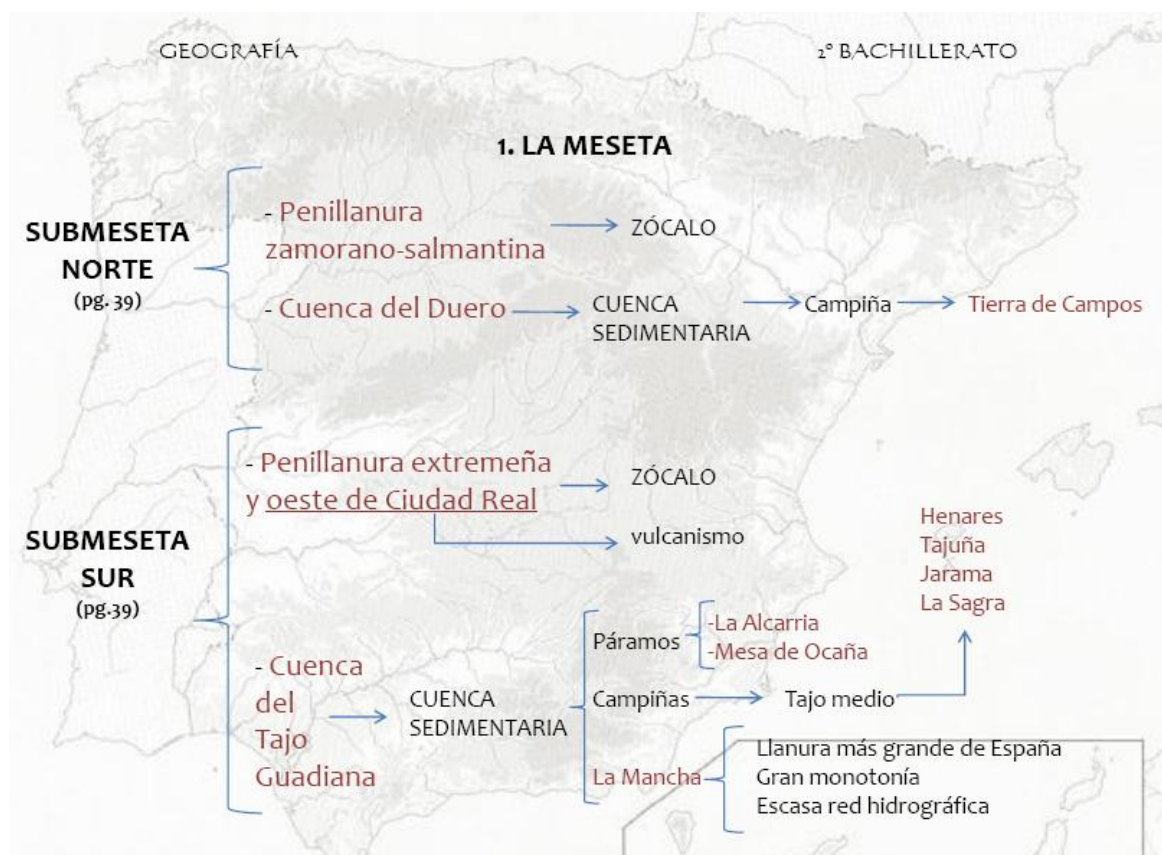 GEOGRAFÍA
2º BACHILLERATO
1. LA MESETA
SUBMESETA
NORTE
(pg. 39)
- Penillanura
zamorano-salmantina
ZÓCALO
- Cuenca del Duero
CUENCA
SEDIMENTARIA
Campiña
Tierra de Campos
SUBMESETA
SUR
(pg.39)
- Penillanura extremeña
y oeste de Ciudad Real
ZÓCALO
vulcanismo
- Cuenca
del
Tajo
Guadiana
CUENCA
SEDIMENTARIA
Páramos
-La Alcarria
-Mesa de Ocaña
Campiñas
Tajo medio
Henares
Tajuña
Jarama
La Sagra
La Mancha
Llanura más grande de España
Gran monotonía
Escasa red hidrográfica